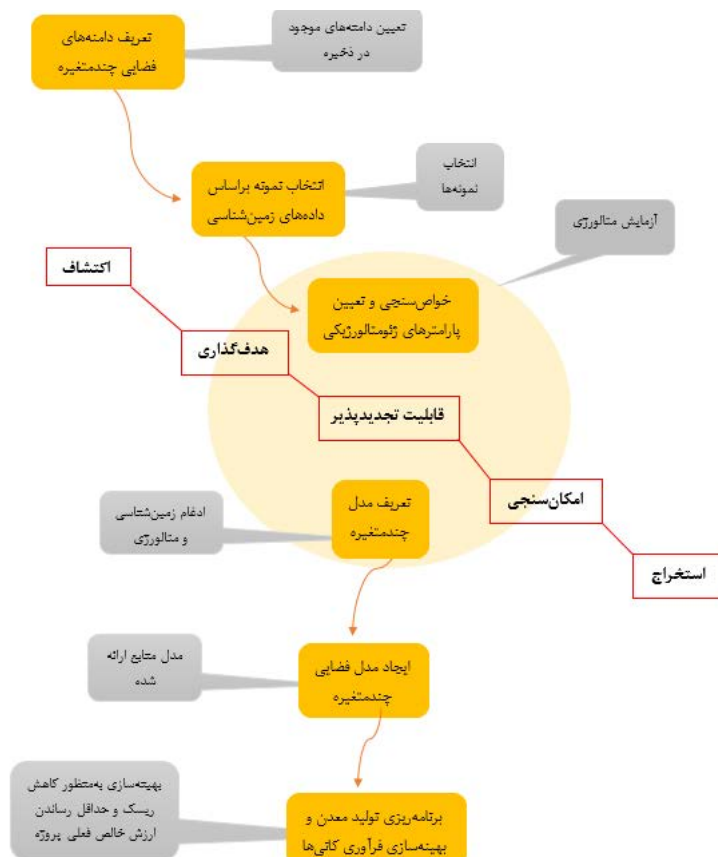 تعریف دامنه‌های
فضایی چندمتغیره
تعیین دامنه‌های موجود
در ذخیره
انتخاب نمونه براساس
داده‌های زمین‌شناسی
انتخاب
نمونه‌ها
آزمایش متالورژی
خواص‌سنجی و تعیین
پارامترهای ژئومتالورژیکی
اکتشاف
هدف‌گذاری
قابلیت تجدیدپذیر
امکان‌سنجی
استخراج
تعریف مدل
چندمتغیره
ادغام زمین‌شناسی
و متالورژی
ایجاد مدل فضایی
چندمتغیره
مدل منابع ارائه
شده
برنامه‌ریزی تولید معدن و
بهینه‌سازی فرآوری کانی‌ها
بهینه‌سازی به‌منظور کاهش
ریسک و حداقل رساندن
ارزش خالص فعلی پروژه